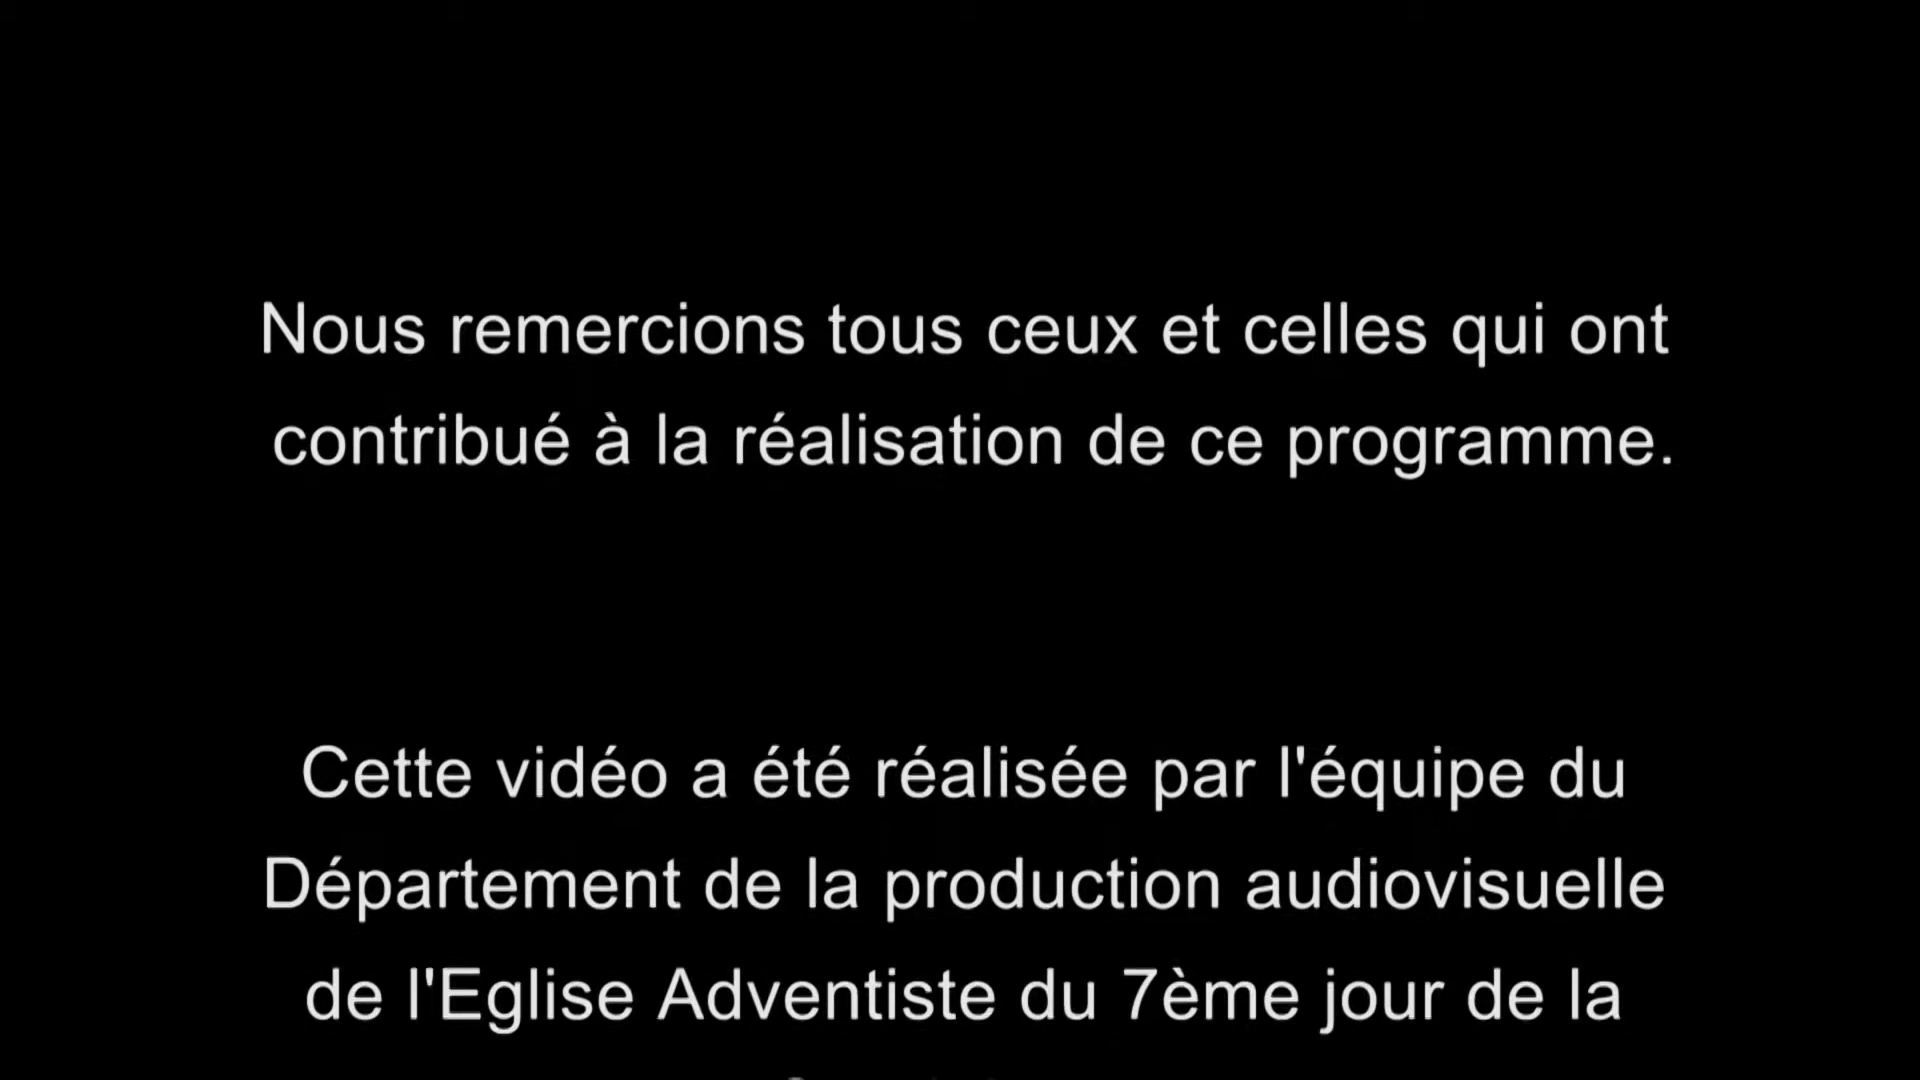 Nous remercions tous ceux et celles qui ont
contribué à la réalisation de ce programme.
Cette vidéo a été réalisée par l'équipe du
Département de la production audiovisuelle
de l'Eglise Adventiste du 7ème jour de la